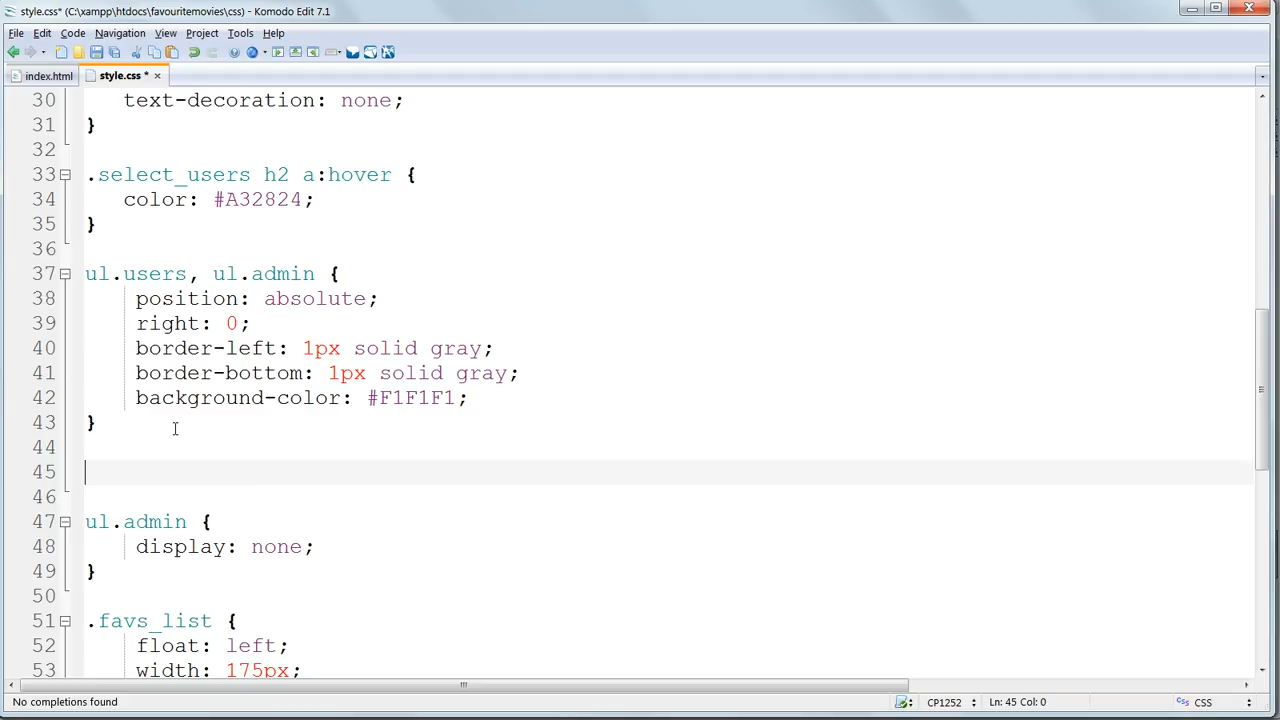 style.css* (C:\xampp\htdocs\favouritemovies\css) - Komodo Edit 7.1
File Edit Code Navigation View Project Tools Help
index.html style.css *
30 text-decoration: none;
31 }
32
33 .select_users h2 a:hover {
34 color: #A32824;
35 }
36
37 ul.users, ul.admin {
38 position: absolute;
39 right: 0;
40 border-left: 1px solid gray;
41 border-bottom: 1px solid gray;
42 background-color: #F1F1F1;
43 }
44
45
46
47 ul.admin {
48 display: none;
49 }
50
51 .favs_list {
52 float: left;
53 width: 175px;
No completions found CP1252 Ln: 45 Col: 0 CSS